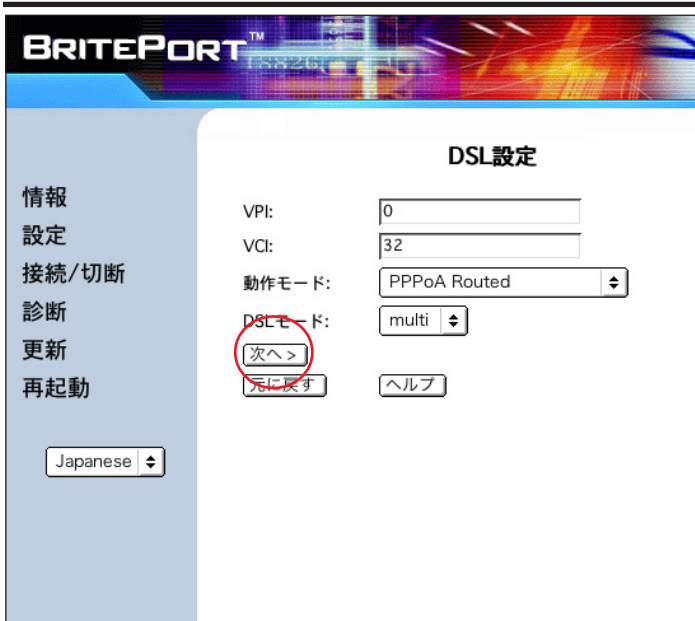 BRITEPORT™
DSL設定
情報
設定
接続/切断
診断
更新
再起動
Japanese
VPI: 0
VCI: 32
動作モード: PPPoA Routed
DSLモード: multi
次へ >
元に戻す ヘルプ